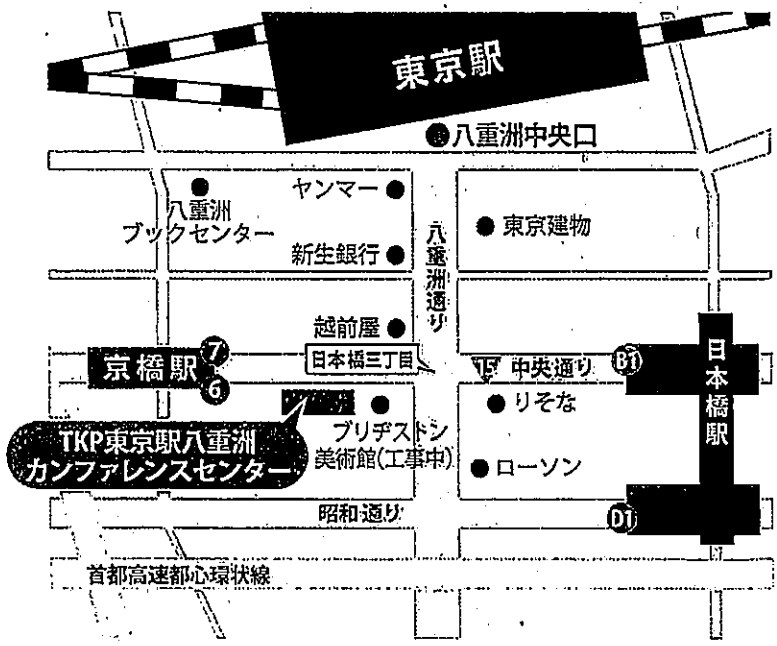 東京駅
八重洲中央口
ヤンマー
八重洲
ブックセンター
東京建物
新生銀行
八重洲通り
越前屋
日本橋三丁目
京橋駅
7
6
15
中央通り
B1
日本橋駅
りそな
ブリヂストン
美術館(工事中)
TKP東京駅八重洲
カンファレンスセンター
ローソン
昭和通り
D1
首都高速都心環状線